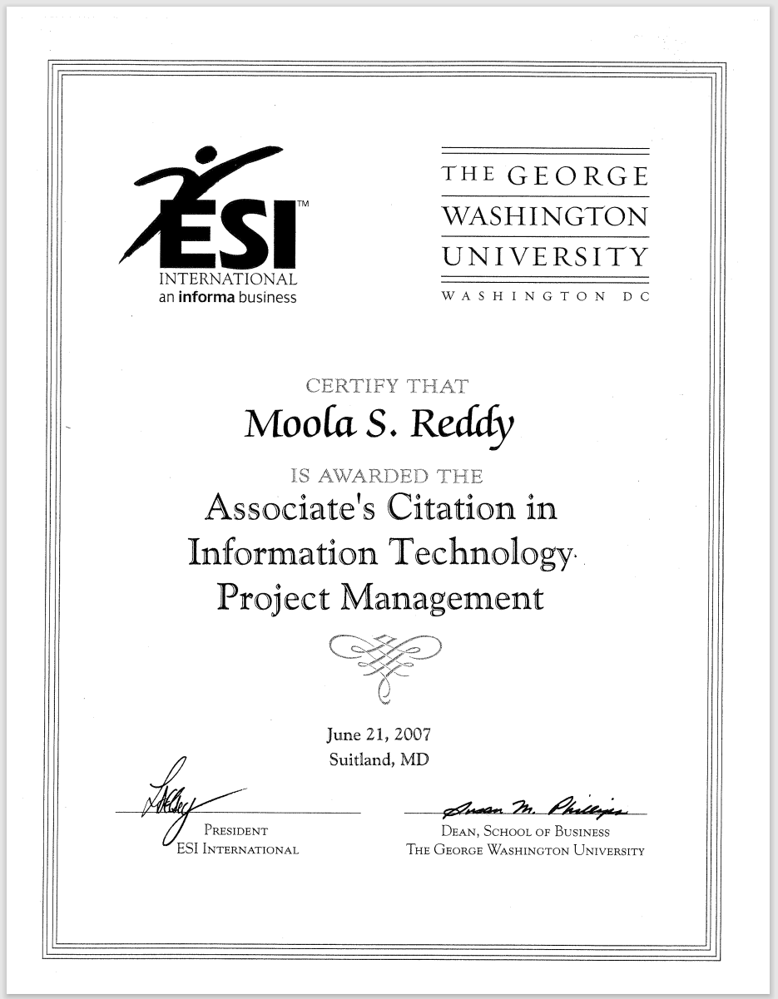 ESI™
INTERNATIONAL
an informa business
THE GEORGE
WASHINGTON
UNIVERSITY
WASHINGTON DC
CERTIFY THAT
Moola S. Reddy
IS AWARDED THE
Associate's Citation in
Information Technology
Project Management
June 21, 2007
Suitland, MD
PRESIDENT
ESI INTERNATIONAL
Susan M. Phillips
DEAN, SCHOOL OF BUSINESS
THE GEORGE WASHINGTON UNIVERSITY